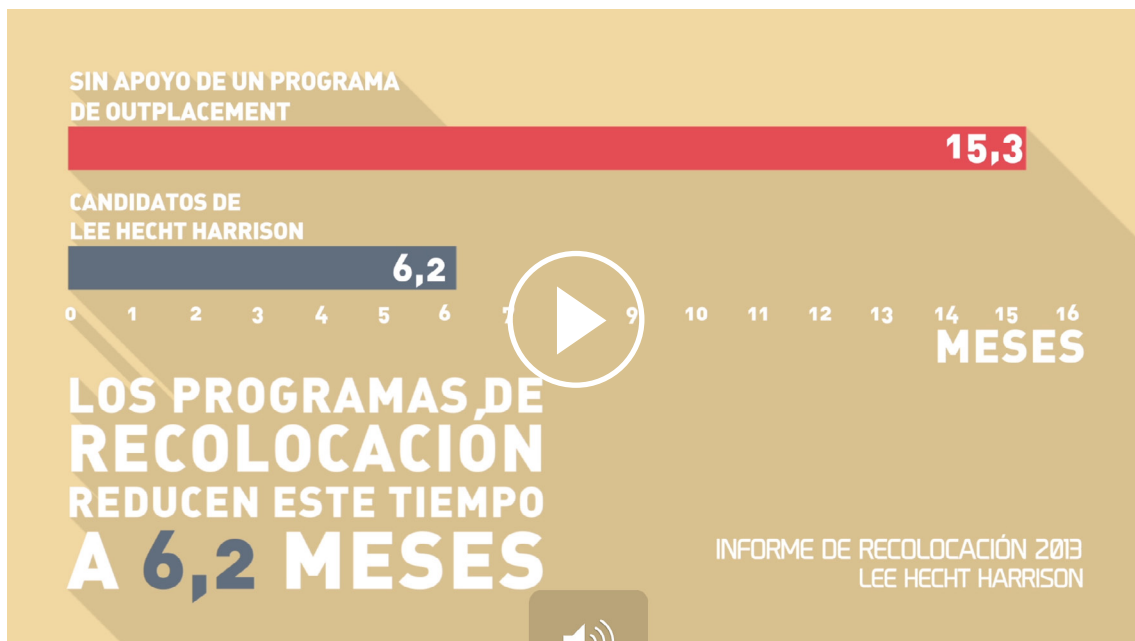 SIN APOYO DE UN PROGRAMA
DE OUTPLACEMENT
15,3
CANDIDATOS DE
LEE HECHT HARRISON
6,2
0 1 2 3 4 5 6 7 9 10 11 12 13 14 15 16
MESES
LOS PROGRAMAS DE
RECOLOCACIÓN
REDUCEN ESTE TIEMPO
A 6,2 MESES
INFORME DE RECOLOCACIÓN 2013
LEE HECHT HARRISON